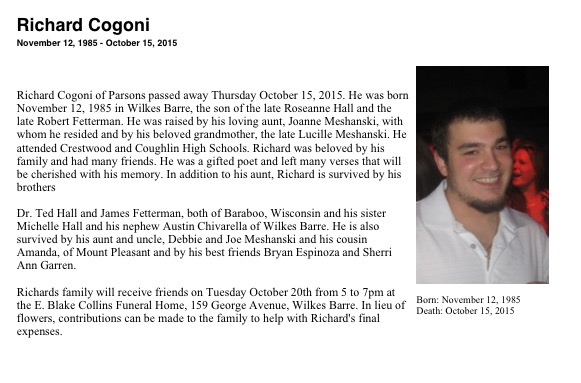 Richard Cogoni
November 12, 1985 - October 15, 2015
Richard Cogoni of Parsons passed away Thursday October 15, 2015. He was born
November 12, 1985 in Wilkes Barre, the son of the late Roseanne Hall and the
late Robert Fetterman. He was raised by his loving aunt, Joanne Meshanski, with
whom he resided and by his beloved grandmother, the late Lucille Meshanski. He
attended Crestwood and Coughlin High Schools. Richard was beloved by his
family and had many friends. He was a gifted poet and left many verses that will
be cherished with his memory. In addition to his aunt, Richard is survived by his
brothers
Dr. Ted Hall and James Fetterman, both of Baraboo, Wisconsin and his sister
Michelle Hall and his nephew Austin Chivarella of Wilkes Barre. He is also
survived by his aunt and uncle, Debbie and Joe Meshanski and his cousin
Amanda, of Mount Pleasant and by his best friends Bryan Espinoza and Sherri
Ann Garren.
Richards family will receive friends on Tuesday October 20th from 5 to 7pm at
the E. Blake Collins Funeral Home, 159 George Avenue, Wilkes Barre. In lieu of
flowers, contributions can be made to the family to help with Richard's final
expenses.
Born: November 12, 1985
Death: October 15, 2015